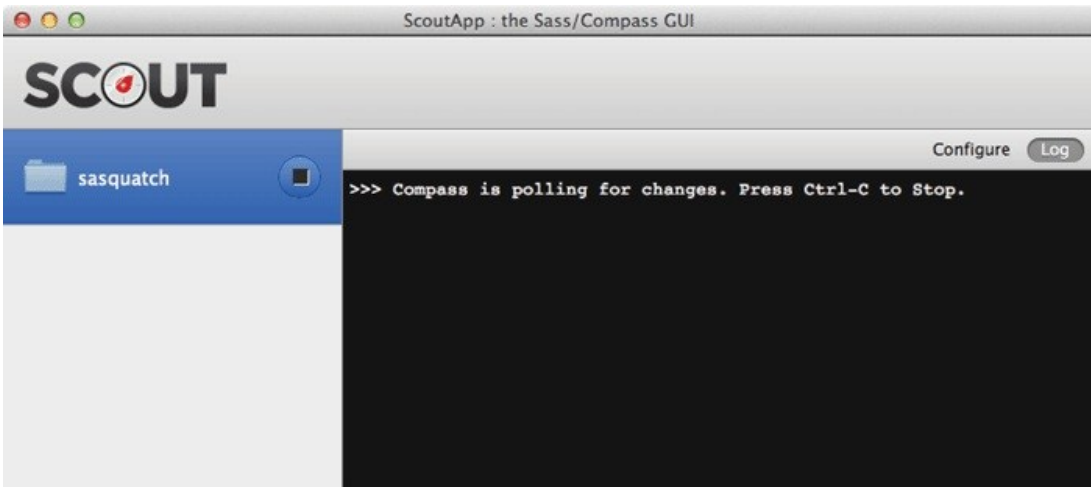 ScoutApp : the Sass/Compass GUI
SCOUT
sasquatch
Configure Log
>>> Compass is polling for changes. Press Ctrl-C to Stop.